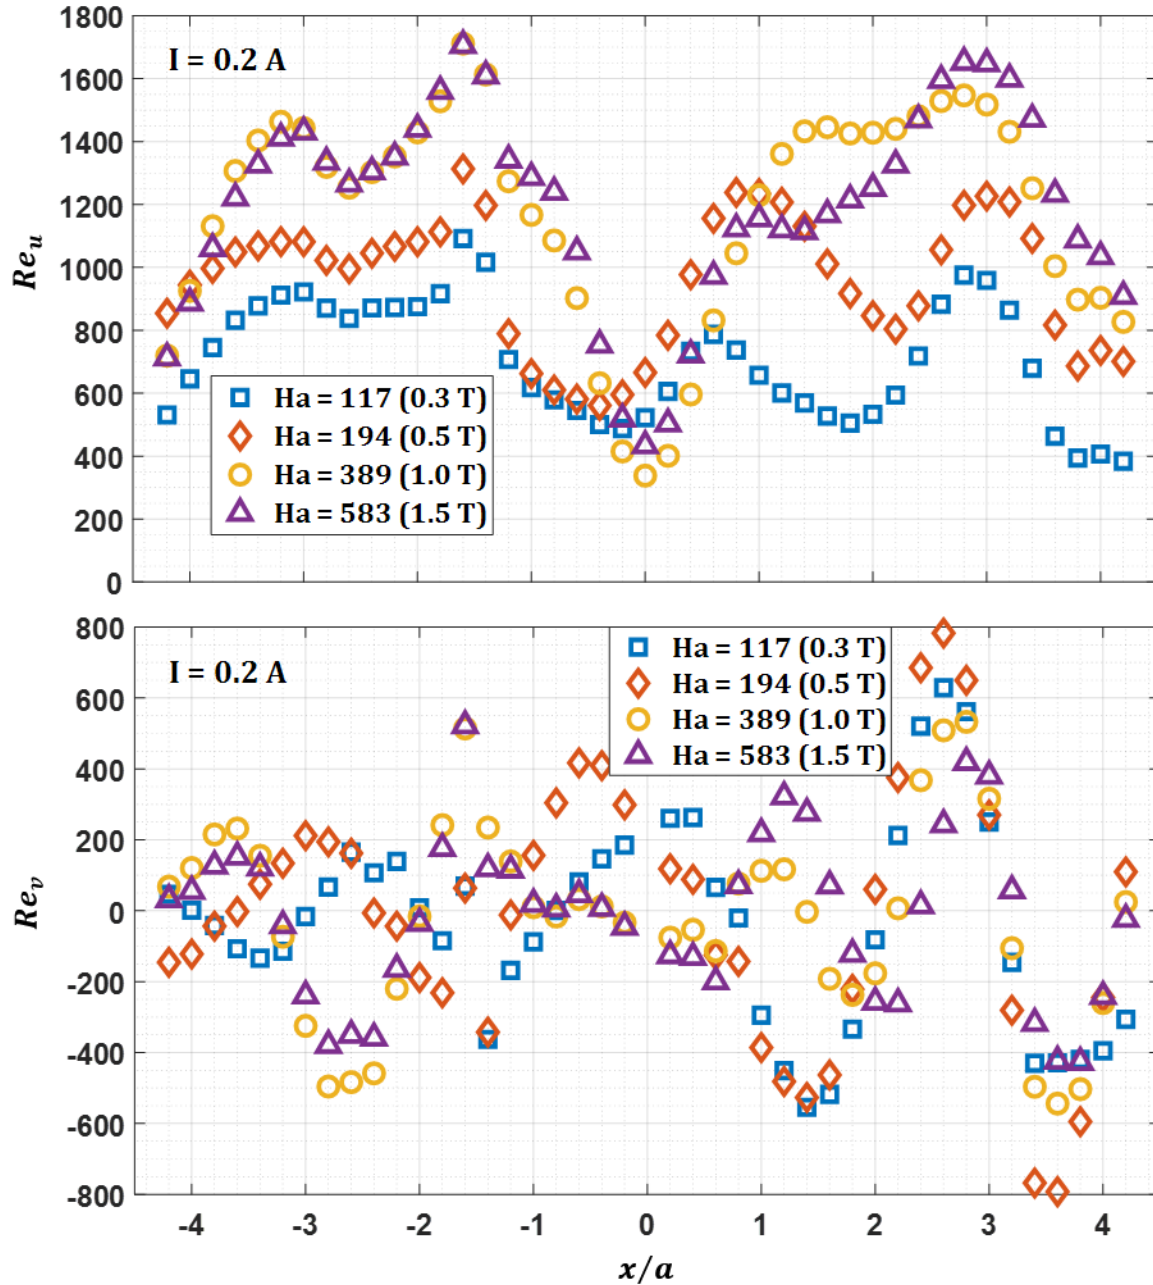 1800
1600
1400
1200
1000
800
600
400
200
0
Re_u
I = 0.2 A
Ha = 117 (0.3 T)
Ha = 194 (0.5 T)
Ha = 389 (1.0 T)
Ha = 583 (1.5 T)
800
600
400
200
0
-200
-400
-600
-800
Re_v
I = 0.2 A
Ha = 117 (0.3 T)
Ha = 194 (0.5 T)
Ha = 389 (1.0 T)
Ha = 583 (1.5 T)
-4 -3 -2 -1 0 1 2 3 4
x/a